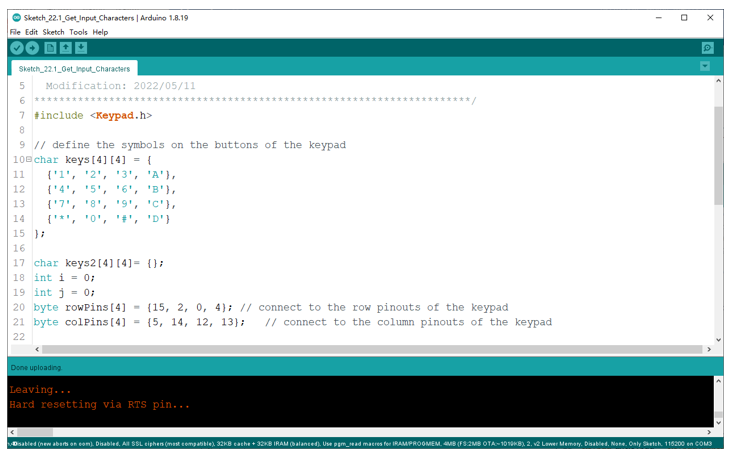 Sketch_22.1_Get_Input_Characters | Arduino 1.8.19
File Edit Sketch Tools Help
Sketch_22.1_Get_Input_Characters
5 Modification: 2022/05/11
6 **********************************************************************/
7 #include <Keypad.h>
8
9 // define the symbols on the buttons of the keypad
10 char keys[4][4] = {
11 {'1', '2', '3', 'A'},
12 {'4', '5', '6', 'B'},
13 {'7', '8', '9', 'C'},
14 {'*', '0', '#', 'D'}
15 };
16
17 char keys2[4][4]= {};
18 int i = 0;
19 int j = 0;
20 byte rowPins[4] = {15, 2, 0, 4}; // connect to the row pinouts of the keypad
21 byte colPins[4] = {5, 14, 12, 13}; // connect to the column pinouts of the keypad
22
Done uploading.
Leaving...
Hard resetting via RTS pin...
Disabled (new aborts on oom), Disabled, All SSL ciphers (most compatible), 32KB cache + 32KB IRAM (balanced), Use pgm_read macros for IRAM/PROGMEM, 4MB (FS:2MB OTA:~1019KB), 2, v2 Lower Memory, Disabled, None, Only Sketch, 115200 on COM3